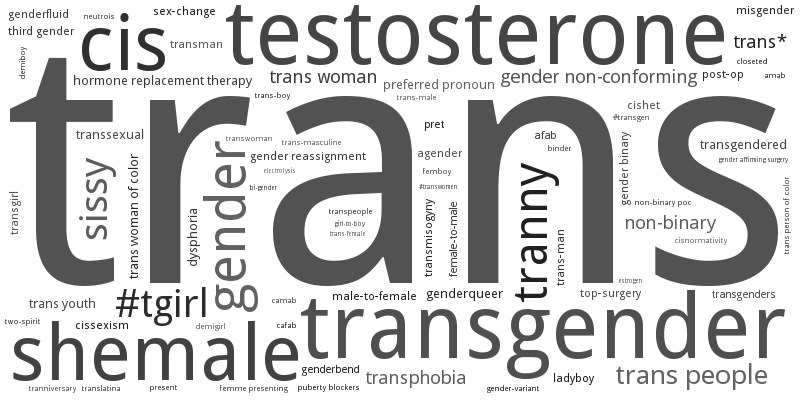 genderfluid
neutrois
sex-change
testosterone
misgender
third gender
cis
transman
trans*
demiboy
closeted
hormone replacement therapy
trans woman
preferred pronoun
gender non-conforming
post-op
amab
trans
trans-boy
trans-male
cishet
#transgen
transsexual
transwoman
trans-masculine
pret
afab
gender binary
transgendered
binder
gender reassignment
agender
gender affirming surgery
sissy
trans woman of color
gender
electrolysis
femboy
tranny
bi-gender
#transwomen
transgirl
dysphoria
transpeople
transmisogyny
female-to-male
non-binary poc
trans person of color
girl-to-boy
non-binary
trans-female
trans-man
cisnormativity
estrogen
trans youth
#tgirl
camab
male-to-female
genderqueer
top-surgery
transgenders
two-spirit
cissexism
demigirl
cafab
transgender
shemale
genderbend
transphobia
ladyboy
trans people
tranniversary
translatina
present
femme presenting
puberty blockers
gender-variant